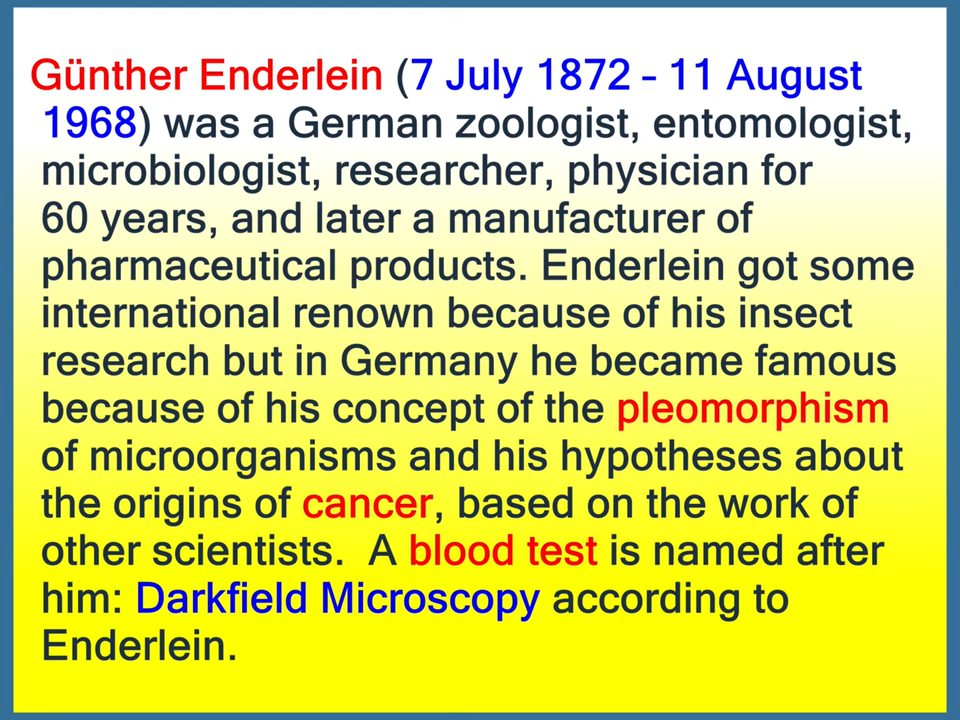 Günther Enderlein (7 July 1872 – 11 August
1968) was a German zoologist, entomologist,
microbiologist, researcher, physician for
60 years, and later a manufacturer of
pharmaceutical products. Enderlein got some
international renown because of his insect
research but in Germany he became famous
because of his concept of the pleomorphism
of microorganisms and his hypotheses about
the origins of cancer, based on the work of
other scientists.  A blood test is named after
him: Darkfield Microscopy according to
Enderlein.